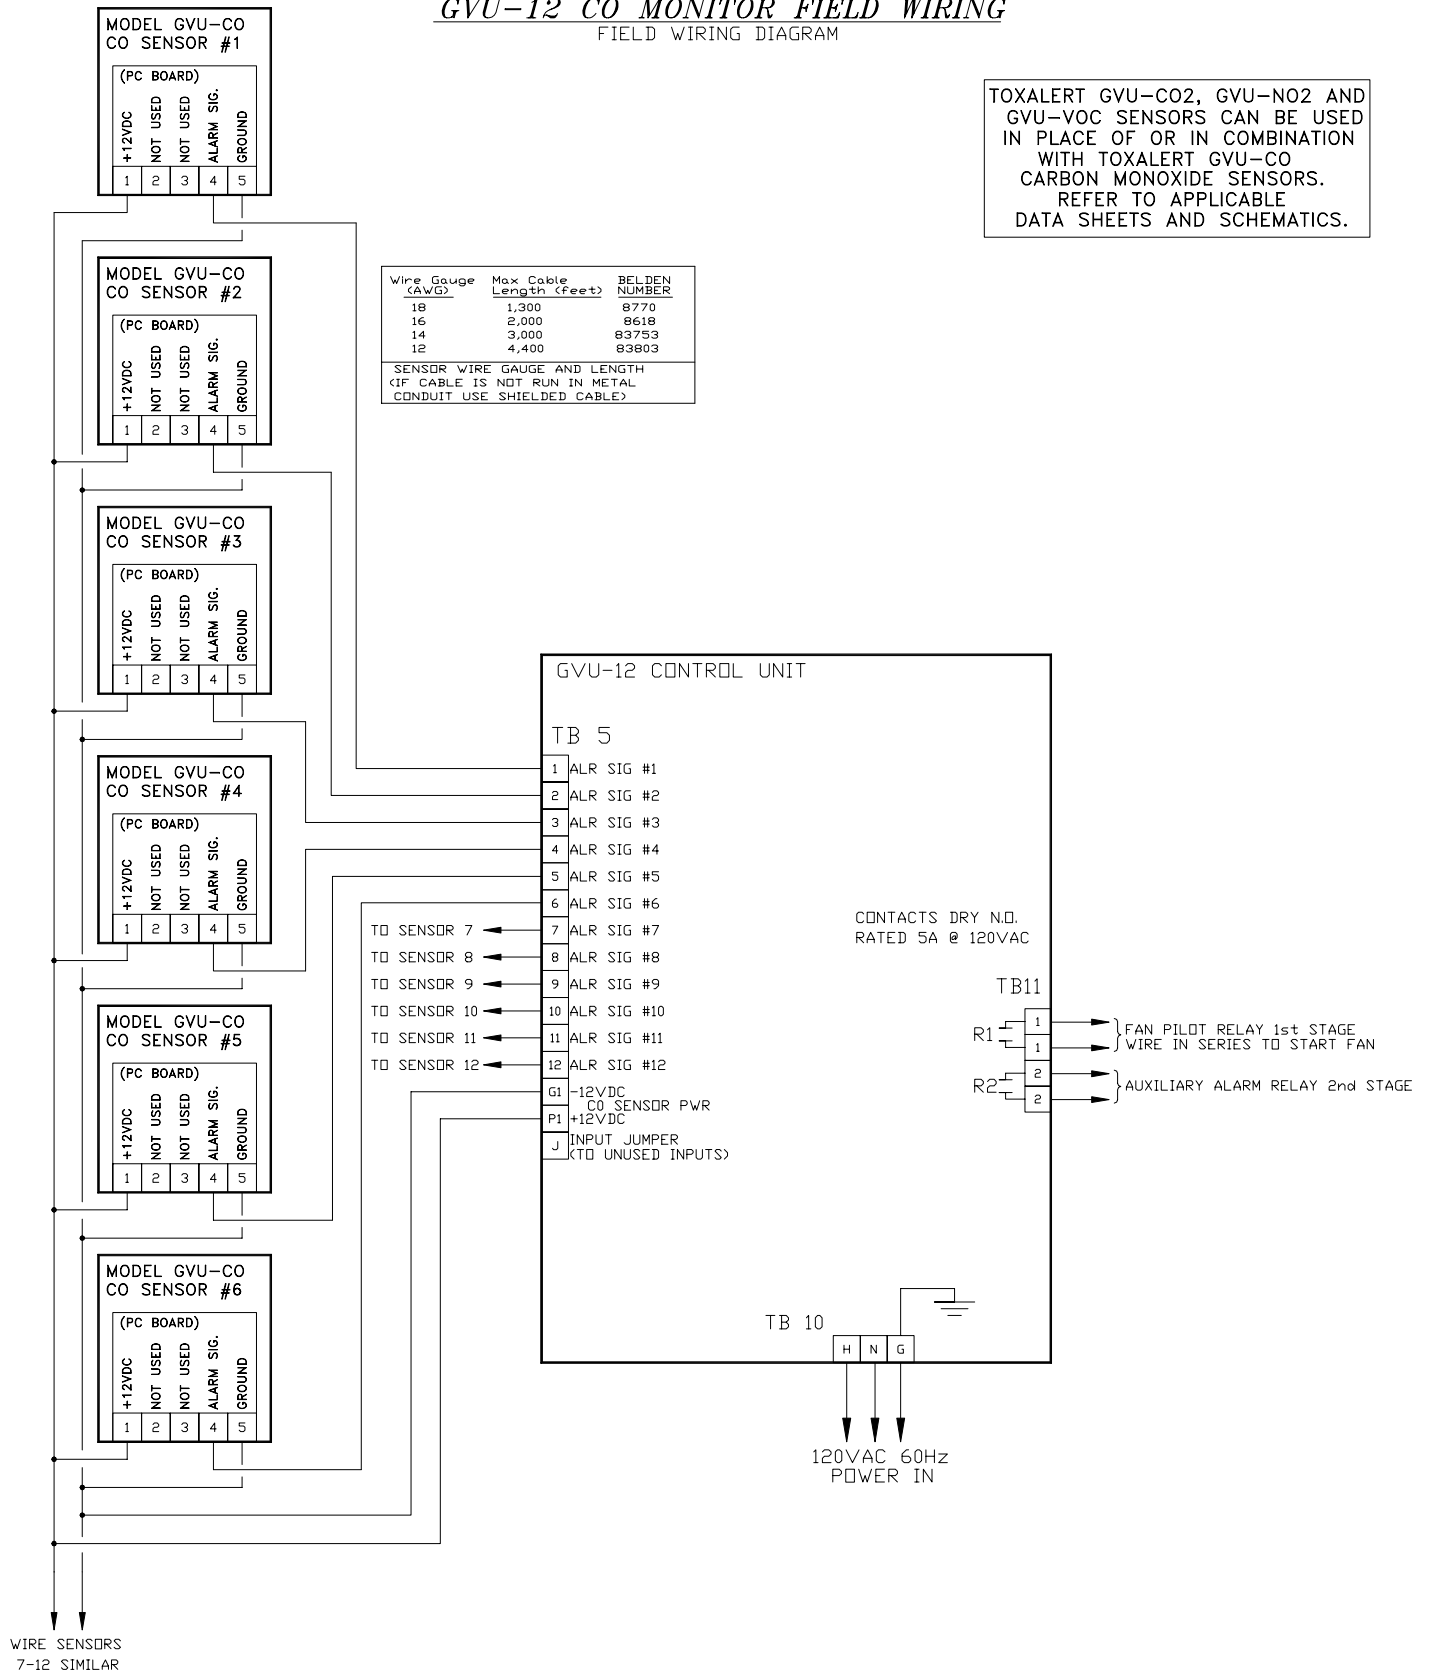 GVU-12 CO MONITOR FIELD WIRING
FIELD WIRING DIAGRAM
TOXALERT GVU-CO2, GVU-NO2 AND
GVU-VOC SENSORS CAN BE USED
IN PLACE OF OR IN COMBINATION
WITH TOXALERT GVU-CO
CARBON MONOXIDE SENSORS.
REFER TO APPLICABLE
DATA SHEETS AND SCHEMATICS.
MODEL GVU-CO
CO SENSOR #1
(PC BOARD)
+12VDC NOT USED NOT USED ALARM SIG. GROUND
1 2 3 4 5
MODEL GVU-CO
CO SENSOR #2
(PC BOARD)
+12VDC NOT USED NOT USED ALARM SIG. GROUND
1 2 3 4 5
Wire Gauge Max Cable BELDEN
(AWG) Length (feet) NUMBER
18 1,300 8770
16 2,000 8618
14 3,000 83753
12 4,400 83803
SENSOR WIRE GAUGE AND LENGTH
(IF CABLE IS NOT RUN IN METAL
CONDUIT USE SHIELDED CABLE)
MODEL GVU-CO
CO SENSOR #3
(PC BOARD)
+12VDC NOT USED NOT USED ALARM SIG. GROUND
1 2 3 4 5
MODEL GVU-CO
CO SENSOR #4
(PC BOARD)
+12VDC NOT USED NOT USED ALARM SIG. GROUND
1 2 3 4 5
MODEL GVU-CO
CO SENSOR #5
(PC BOARD)
+12VDC NOT USED NOT USED ALARM SIG. GROUND
1 2 3 4 5
MODEL GVU-CO
CO SENSOR #6
(PC BOARD)
+12VDC NOT USED NOT USED ALARM SIG. GROUND
1 2 3 4 5
WIRE SENSORS
7-12 SIMILAR
GVU-12 CONTROL UNIT
TB 5
1 ALR SIG #1
2 ALR SIG #2
3 ALR SIG #3
4 ALR SIG #4
5 ALR SIG #5
6 ALR SIG #6
TO SENSOR 7 7 ALR SIG #7
TO SENSOR 8 8 ALR SIG #8
TO SENSOR 9 9 ALR SIG #9
TO SENSOR 10 10 ALR SIG #10
TO SENSOR 11 11 ALR SIG #11
TO SENSOR 12 12 ALR SIG #12
G1 -12VDC
CO SENSOR PWR
P1 +12VDC
J INPUT JUMPER
(TO UNUSED INPUTS)
CONTACTS DRY N.O.
RATED 5A @ 120VAC
TB11
R1 1
1
R2 2
2
FAN PILOT RELAY 1st STAGE
WIRE IN SERIES TO START FAN
AUXILIARY ALARM RELAY 2nd STAGE
TB 10
H N G
120VAC 60Hz
POWER IN